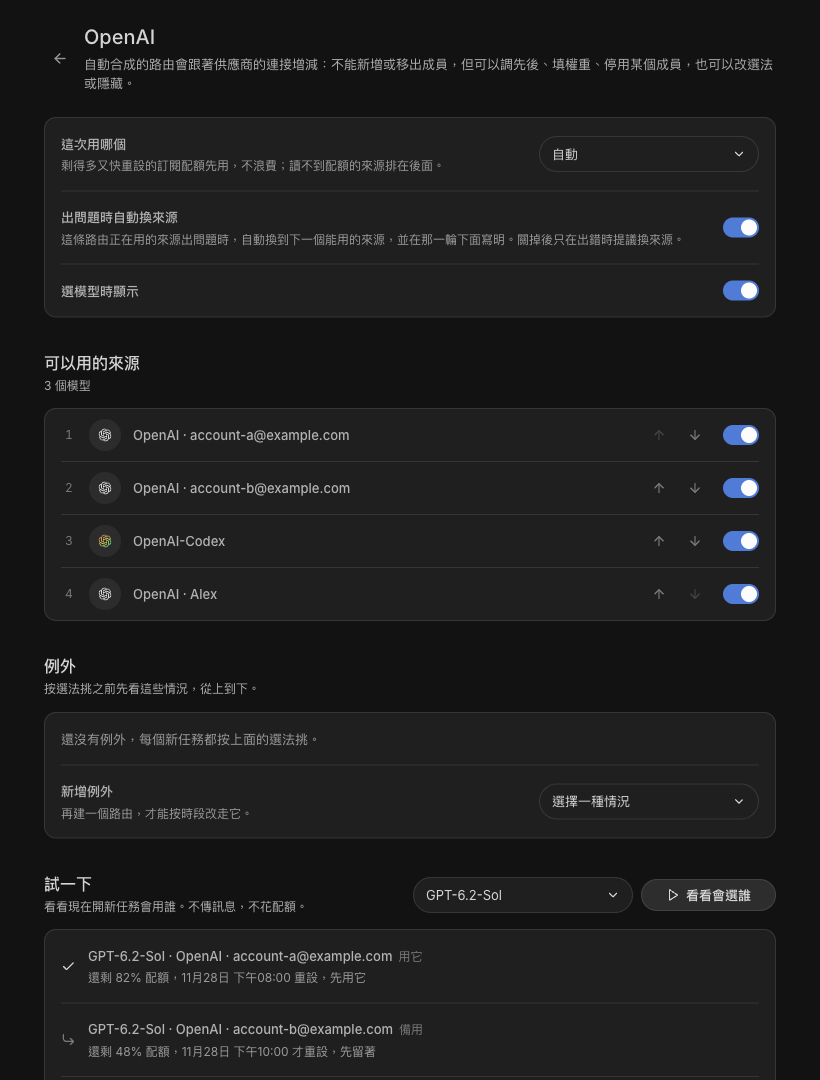 OpenAI
自動合成的路由會跟著供應商的連接增減：不能新增或移出成員，但可以調先後、填權重、停用某個成員，也可以改選法
或隱藏。
這次用哪個
剩得多又快重設的訂閱配額先用，不浪費；讀不到配額的來源排在後面。
自動
出問題時自動換來源
這條路由正在用的來源出問題時，自動換到下一個能用的來源，並在那一輪下面寫明。關掉後只在出錯時提議換來源。
選模型時顯示
可以用的來源
3 個模型
1 OpenAI · account-a@example.com
2 OpenAI · account-b@example.com
3 OpenAI-Codex
4 OpenAI · Alex
例外
按選法挑之前先看這些情況，從上到下。
還沒有例外，每個新任務都按上面的選法挑。
新增例外
再建一個路由，才能按時段改走它。
選擇一種情況
試一下
看看現在開新任務會用誰。不傳訊息，不花配額。
GPT-6.2-Sol
看看會選誰
GPT-6.2-Sol · OpenAI · account-a@example.com 用它
還剩 82% 配額，11月28日 下午08:00 重設，先用它
GPT-6.2-Sol · OpenAI · account-b@example.com 備用
還剩 48% 配額，11月28日 下午10:00 才重設，先留著